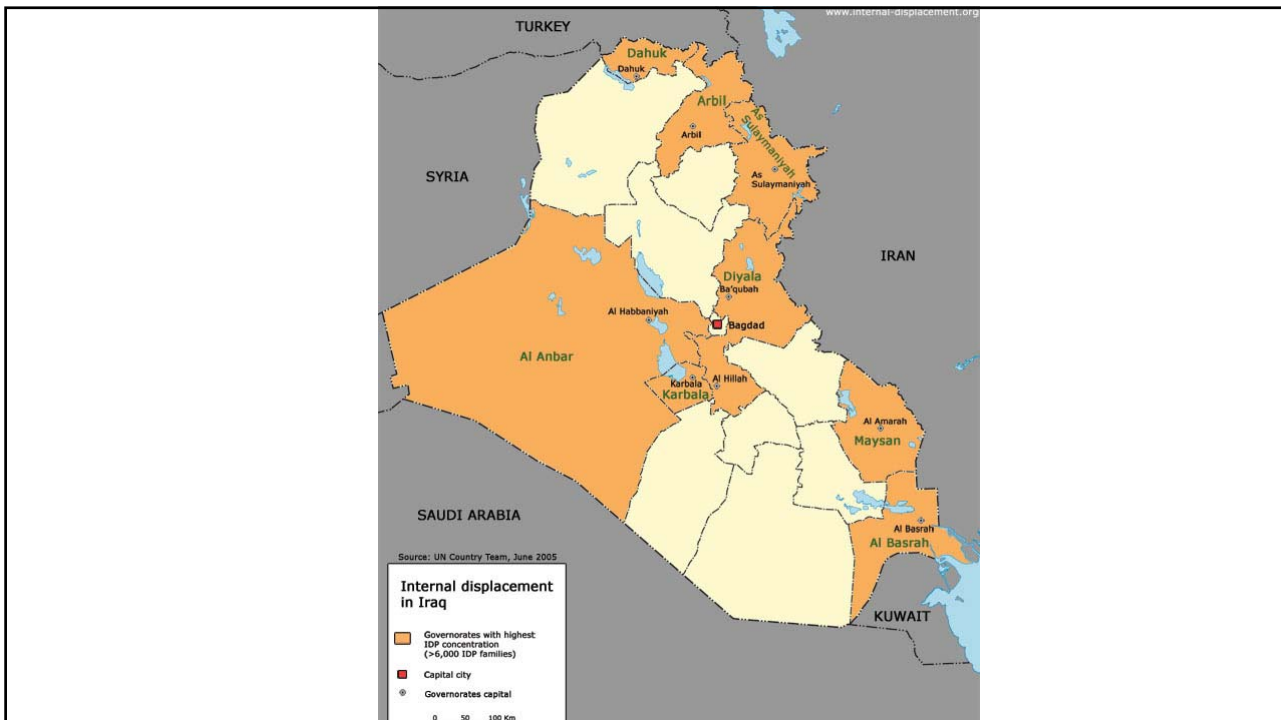 www.internal-displacement.org
TURKEY
Dahuk
Dahuk
Arbil
Arbil
As
Sulaymaniyah
As
Sulaymaniyah
SYRIA
IRAN
Diyala
Ba'qubah
Al Habbaniyah
Bagdad
Al Anbar
Karbala
Karbala
Al Hillah
Al Amarah
Maysan
SAUDI ARABIA
Al Basrah
Al Basrah
KUWAIT
Source: UN Country Team, June 2005
Internal displacement
in Iraq
Governorates with highest
IDP concentration
(>6,000 IDP families)
Capital city
Governorates capital
0 50 100 Km